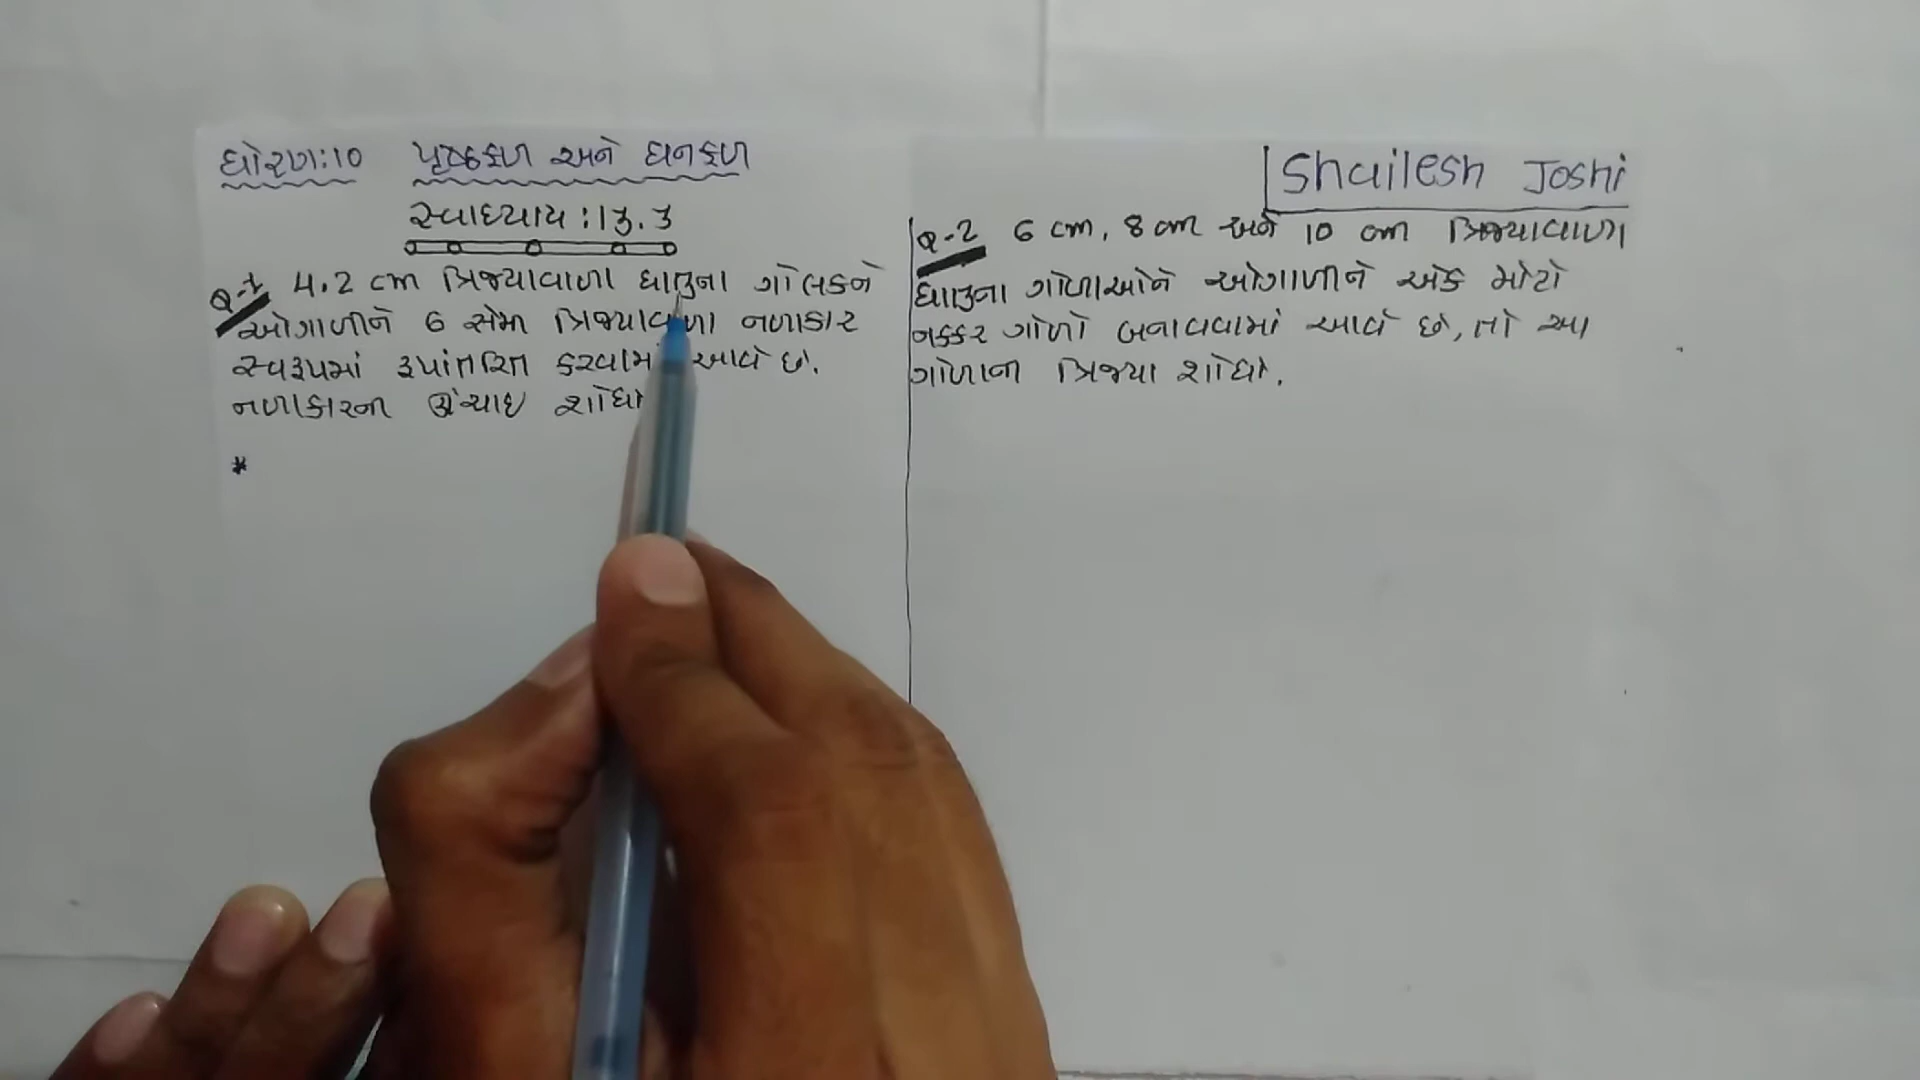 ધોરણ:10 પૃષ્ઠફળ અને ઘનફળ
Shailesh Joshi
સ્વાધ્યાય : 13.3
Q-1 4.2 cm ત્રિજ્યાવાળા ધાતુના ગોલકને
ઓગાળીને 6 સેમી ત્રિજ્યાવાળા નળાકાર
સ્વરૂપમાં રૂપાંતરિત કરવામાં આવે છે.
નળાકારની ઊંચાઇ શોધો
*
Q-2 6 cm, 8 cm અને 10 cm ત્રિજ્યાવાળા
ધાતુના ગોળાઓને ઓગાળીને એક મોટો
નક્કર ગોળો બનાવવામાં આવે છે, તો આ
ગોળાની ત્રિજ્યા શોધો.